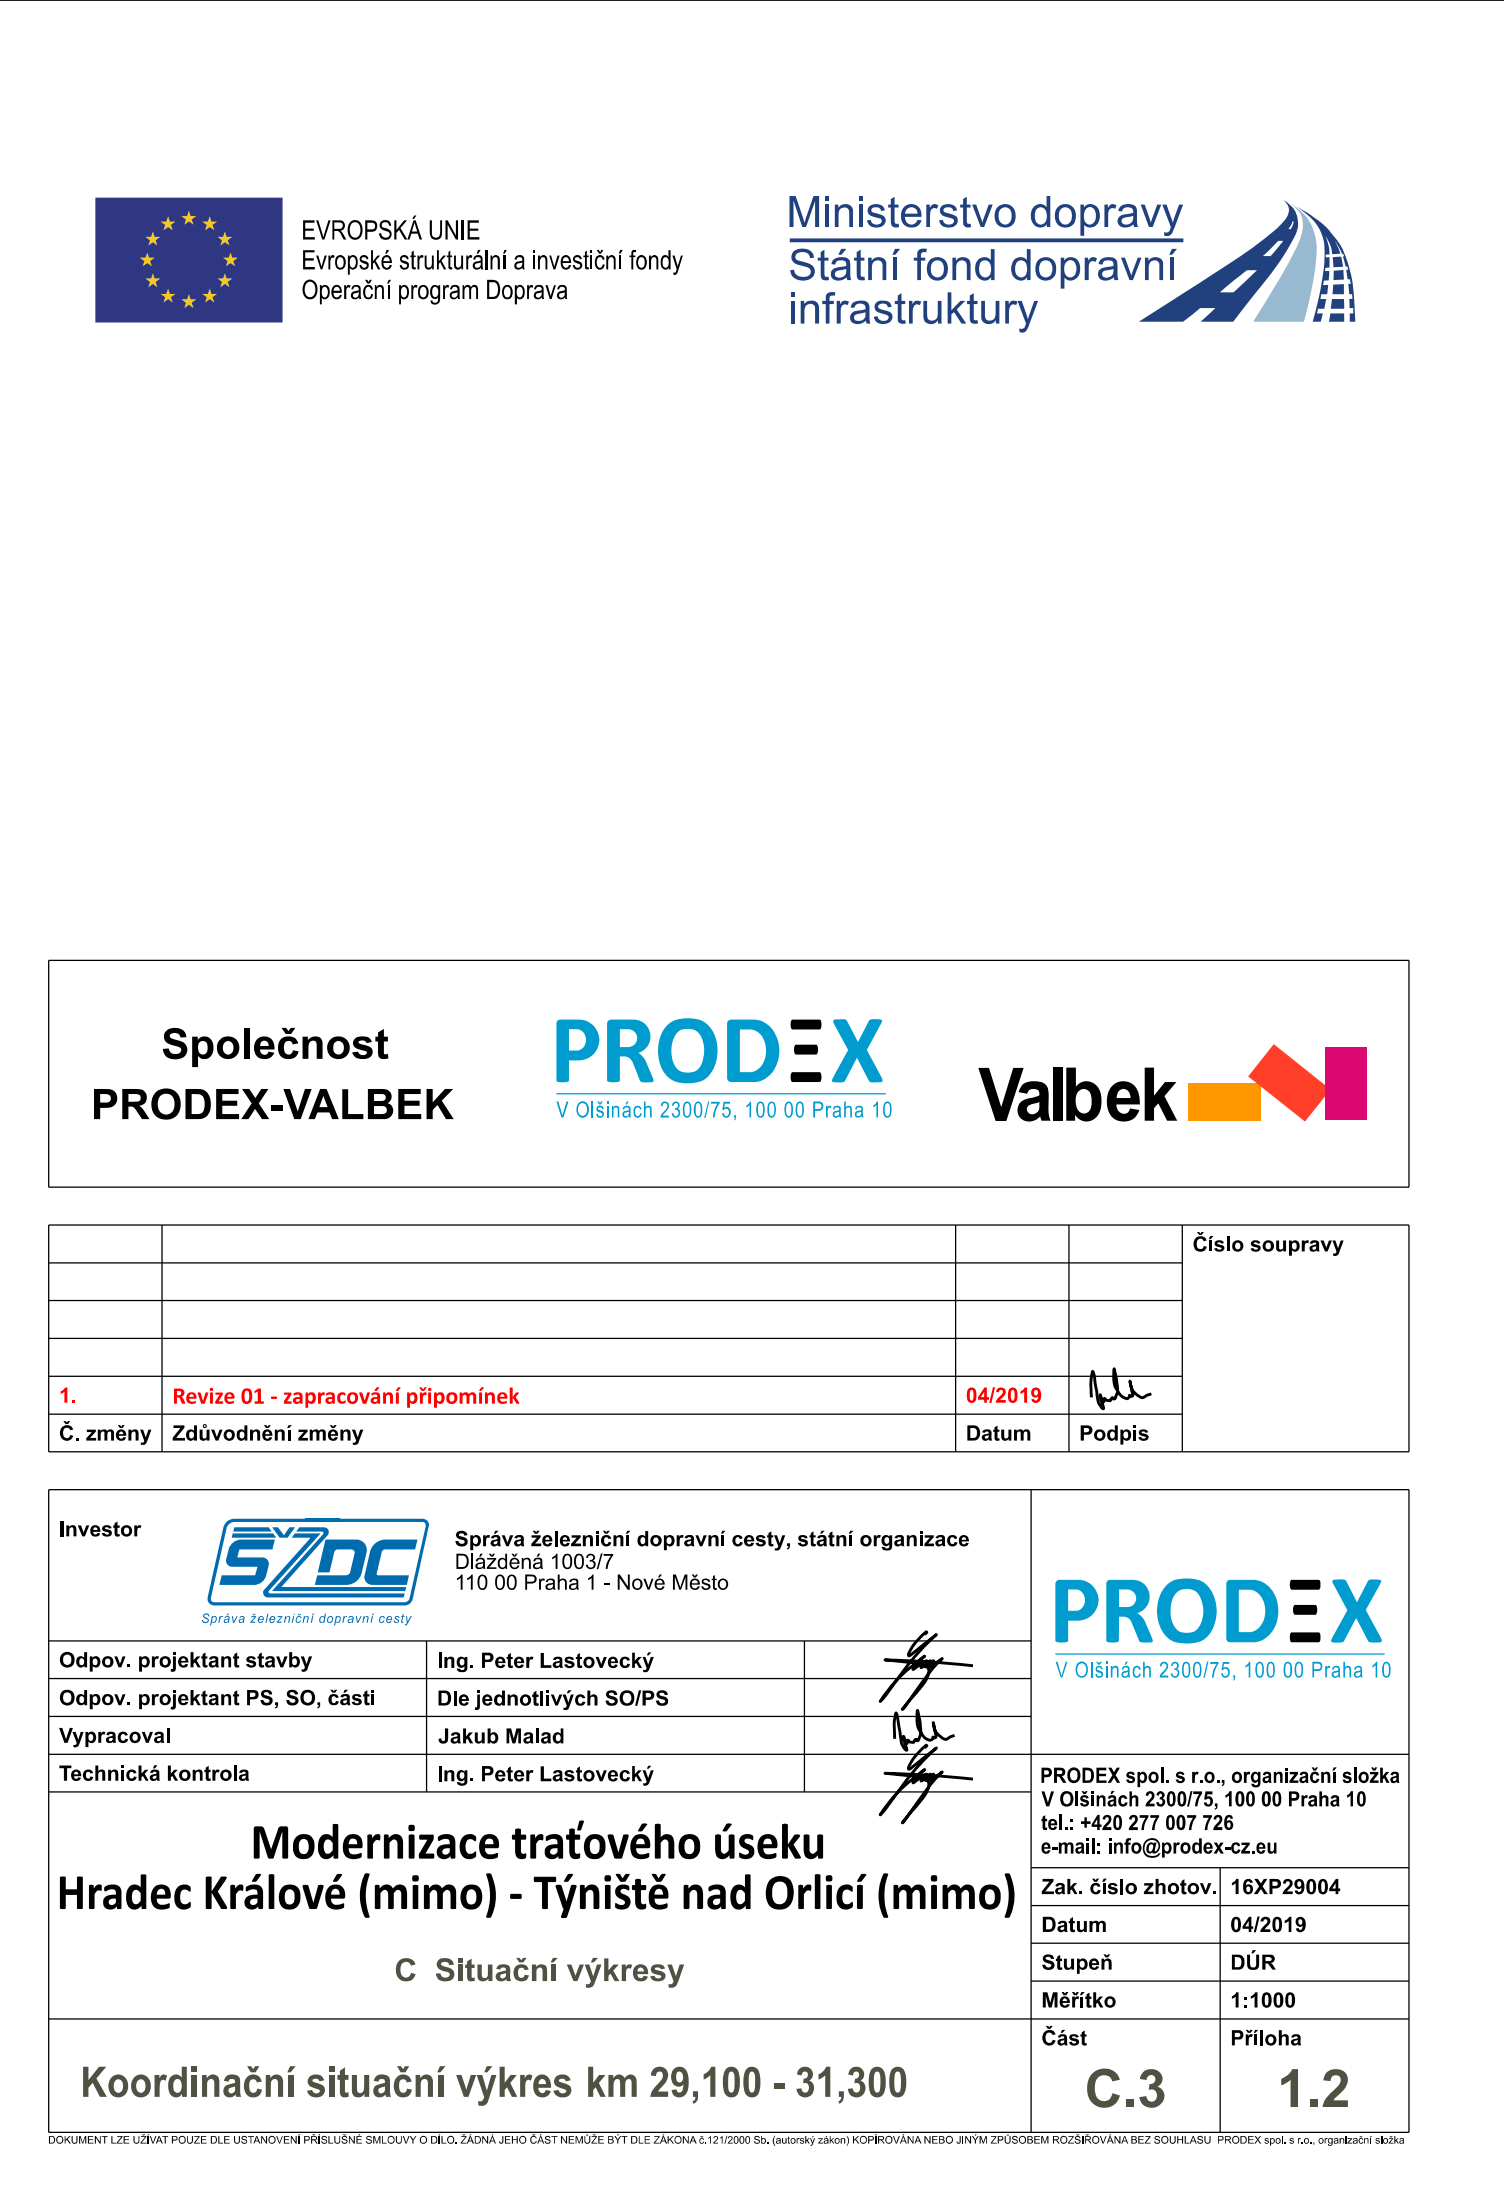 EVROPSKÁ UNIE
Evropské strukturální a investiční fondy
Operační program Doprava
Ministerstvo dopravy
Státní fond dopravní
infrastruktury
Společnost
PRODEX-VALBEK
PRODEX
V Olšinách 2300/75, 100 00 Praha 10
Valbek
Číslo soupravy
1. Revize 01 - zapracování připomínek 04/2019
Č. změny Zdůvodnění změny Datum Podpis
Investor
SŽDC
Správa železniční dopravní cesty
Správa železniční dopravní cesty, státní organizace
Dlážděná 1003/7
110 00 Praha 1 - Nové Město
PRODEX
V Olšinách 2300/75, 100 00 Praha 10
Odpov. projektant stavby Ing. Peter Lastovecký
Odpov. projektant PS, SO, části Dle jednotlivých SO/PS
Vypracoval Jakub Malad
Technická kontrola Ing. Peter Lastovecký
PRODEX spol. s r.o., organizační složka
V Olšinách 2300/75, 100 00 Praha 10
tel.: +420 277 007 726
e-mail: info@prodex-cz.eu
Modernizace traťového úseku
Hradec Králové (mimo) - Týniště nad Orlicí (mimo)
C Situační výkresy
Zak. číslo zhotov. 16XP29004
Datum 04/2019
Stupeň DÚR
Měřítko 1:1000
Část Příloha
Koordinační situační výkres km 29,100 - 31,300
C.3 1.2
DOKUMENT LZE UŽÍVAT POUZE DLE USTANOVENÍ PŘÍSLUŠNÉ SMLOUVY O DÍLO. ŽÁDNÁ JEHO ČÁST NEMŮŽE BÝT DLE ZÁKONA č.121/2000 Sb. (autorský zákon) KOPÍROVÁNA NEBO JINÝM ZPŮSOBEM ROZŠIŘOVÁNA BEZ SOUHLASU PRODEX spol. s r.o., organizační složka